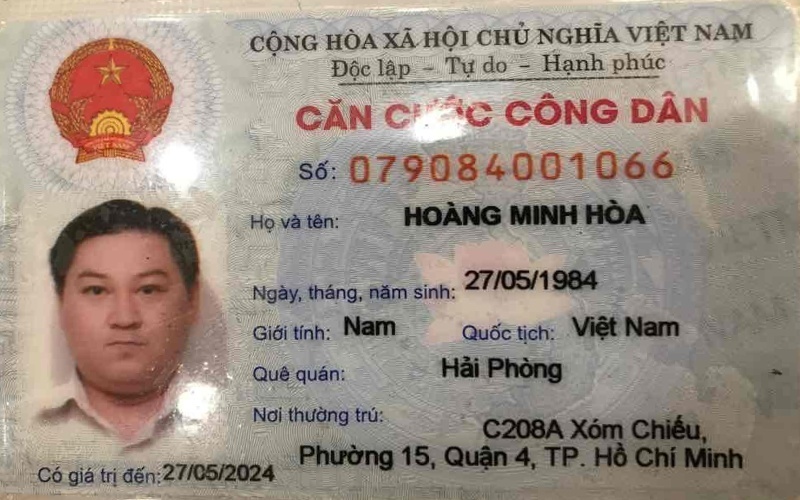 CỘNG HÒA XÃ HỘI CHỦ NGHĨA VIỆT NAM
Độc lập - Tự do - Hạnh phúc
CĂN CƯỚC CÔNG DÂN
Số: 079084001066
Họ và tên: HOÀNG MINH HÒA
Ngày, tháng, năm sinh: 27/05/1984
Giới tính: Nam Quốc tịch: Việt Nam
Quê quán: Hải Phòng
Nơi thường trú: C208A Xóm Chiếu,
Phường 15, Quận 4, TP. Hồ Chí Minh
Có giá trị đến: 27/05/2024
VIỆT NAM